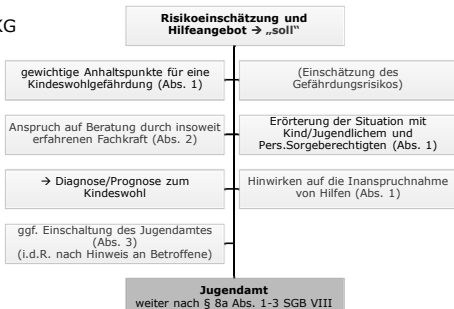 KG
Risikoeinschätzung und
Hilfeangebot → „soll"
gewichtige Anhaltspunkte für eine
Kindeswohlgefährdung (Abs. 1)
(Einschätzung des
Gefährdungsrisikos)
Anspruch auf Beratung durch insoweit
erfahrenen Fachkraft (Abs. 2)
Erörterung der Situation mit
Kind/Jugendlichem und
Pers.Sorgeberechtigten (Abs. 1)
→ Diagnose/Prognose zum
Kindeswohl
Hinwirken auf die Inanspruchnahme
von Hilfen (Abs. 1)
ggf. Einschaltung des Jugendamtes
(Abs. 3)
(i.d.R. nach Hinweis an Betroffene)
Jugendamt
weiter nach § 8a Abs. 1-3 SGB VIII